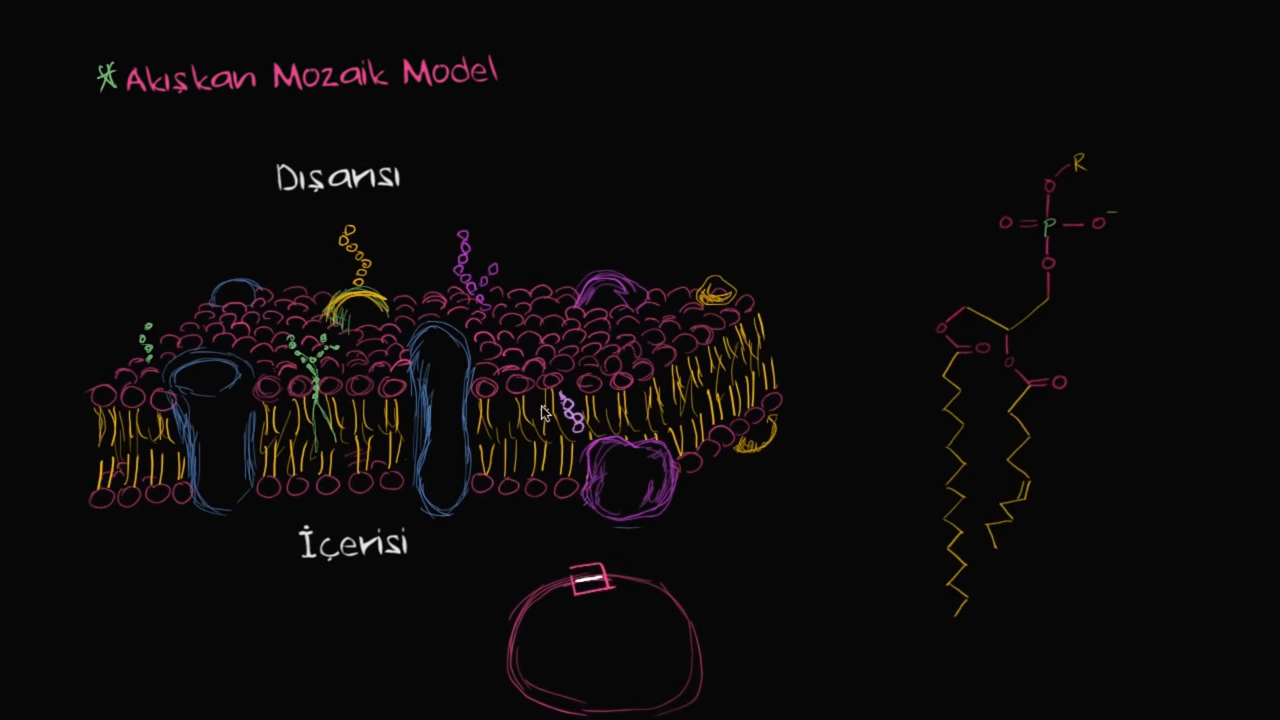 * Akışkan Mozaik Model
Dışarısı
R
O
O = P - O⁻
O
O
O
O
O
İçerisi